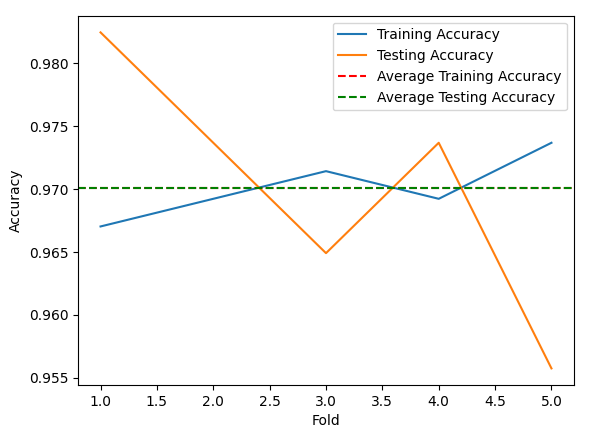 Training Accuracy
Testing Accuracy
Average Training Accuracy
Average Testing Accuracy
0.980
0.975
0.970
0.965
0.960
0.955
Accuracy
1.0 1.5 2.0 2.5 3.0 3.5 4.0 4.5 5.0
Fold